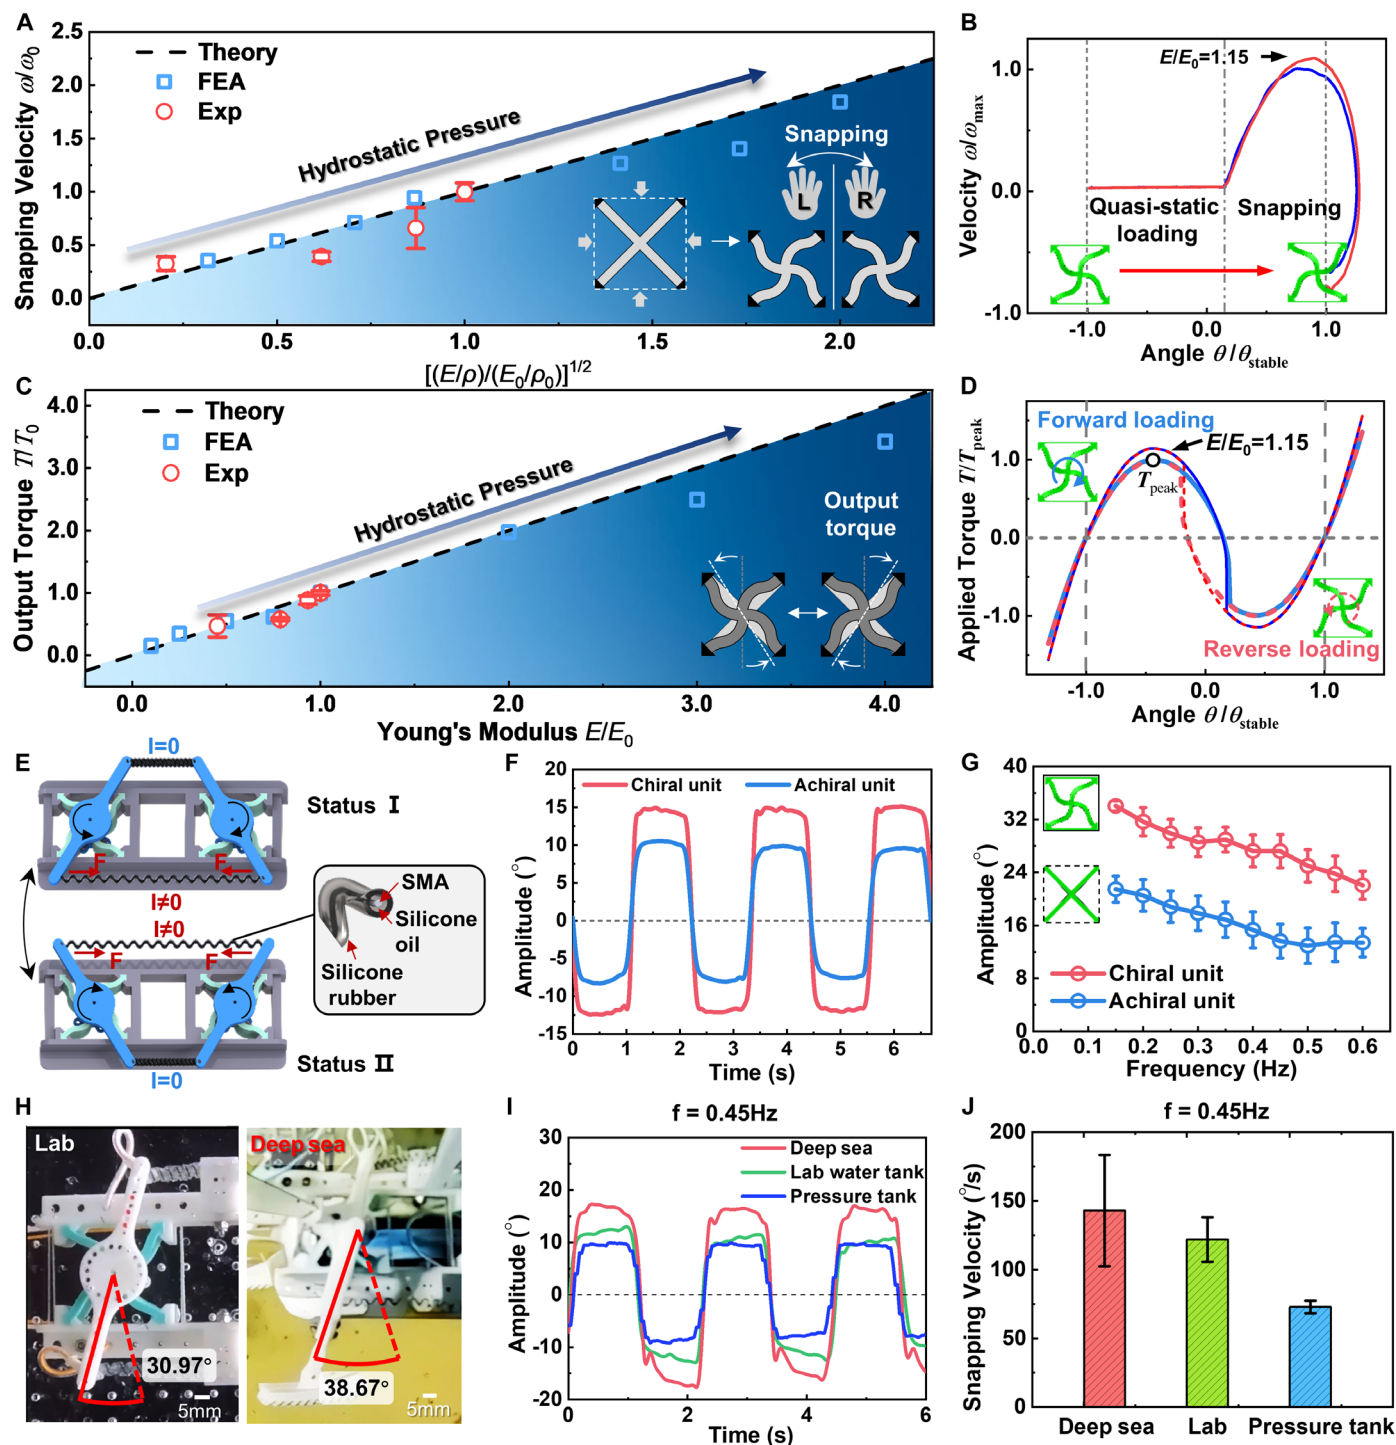 A
Snapping Velocity ω/ω0
2.5
2.0
1.5
1.0
0.5
0.0
Theory
FEA
Exp
Hydrostatic Pressure
Snapping
L
R
0.0
0.5
1.0
1.5
2.0
[(E/ρ)/(E0/ρ0)]1/2
B
Velocity ω/ωmax
1.0
0.0
-1.0
E/E0=1.15
Quasi-static
loading
Snapping
-1.0
0.0
1.0
Angle θ/θstable
C
Output Torque T/T0
4.0
3.0
2.0
1.0
0.0
Theory
FEA
Exp
Hydrostatic Pressure
Output
torque
0.0
1.0
2.0
3.0
4.0
Young's Modulus E/E0
D
Applied Torque T/Tpeak
1.0
0.0
-1.0
Forward loading
E/E0=1.15
Tpeak
Reverse loading
-1.0
0.0
1.0
Angle θ/θstable
E
I=0
Status I
F
F
I≠0
I≠0
F
F
Status II
I=0
SMA
Silicone
oil
Silicone
rubber
F
Amplitude (°)
20
15
10
5
0
-5
-10
-15
Chiral unit
Achiral unit
0
1
2
3
4
5
6
Time (s)
G
Amplitude (°)
40
32
24
16
8
0
Chiral unit
Achiral unit
0.0
0.1
0.2
0.3
0.4
0.5
0.6
Frequency (Hz)
H
Lab
30.97°
5mm
Deep sea
38.67°
5mm
I
f = 0.45Hz
Amplitude (°)
30
20
10
0
-10
-20
Deep sea
Lab water tank
Pressure tank
0
2
4
6
Time (s)
J
f = 0.45Hz
Snapping Velocity (°/s)
200
150
100
50
0
Deep sea
Lab
Pressure tank